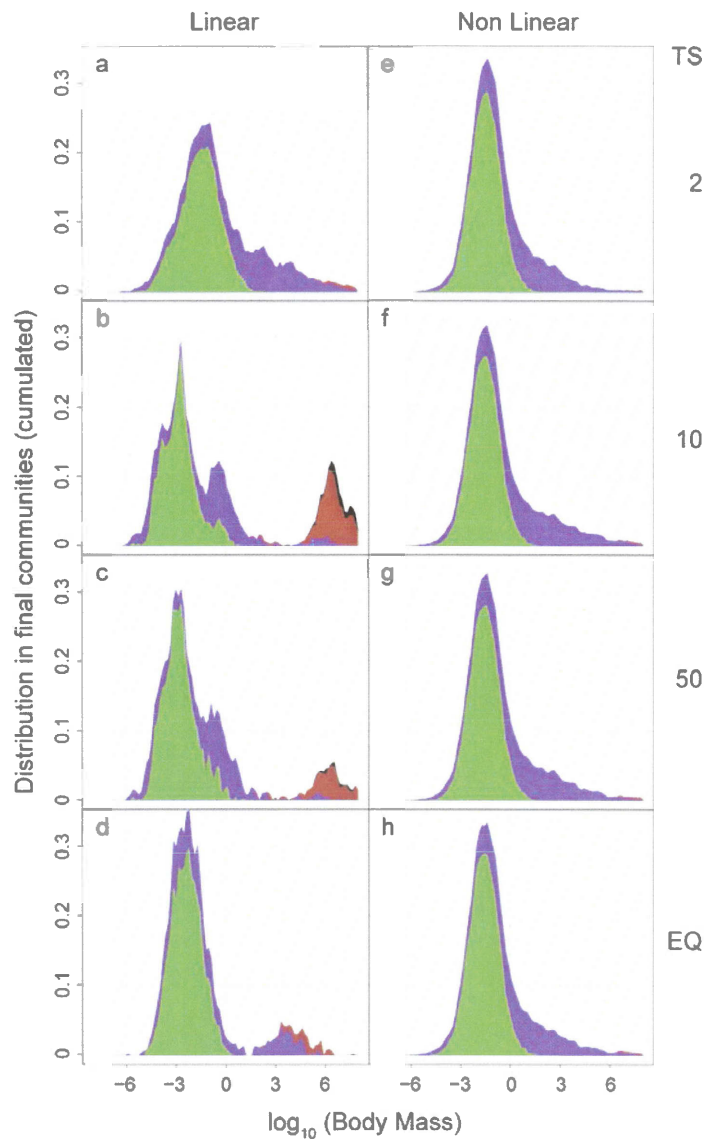 Linear Non Linear
TS
a e
0.3
0.2
0.1
0
2
b f
0.3
0.2
0.1
0
10
c g
0.3
0.2
0.1
0
50
d h
0.3
0.2
0.1
0
EQ
Distribution in final communities (cumulated)
-6 -3 0 3 6 -6 -3 0 3 6
log10 (Body Mass)